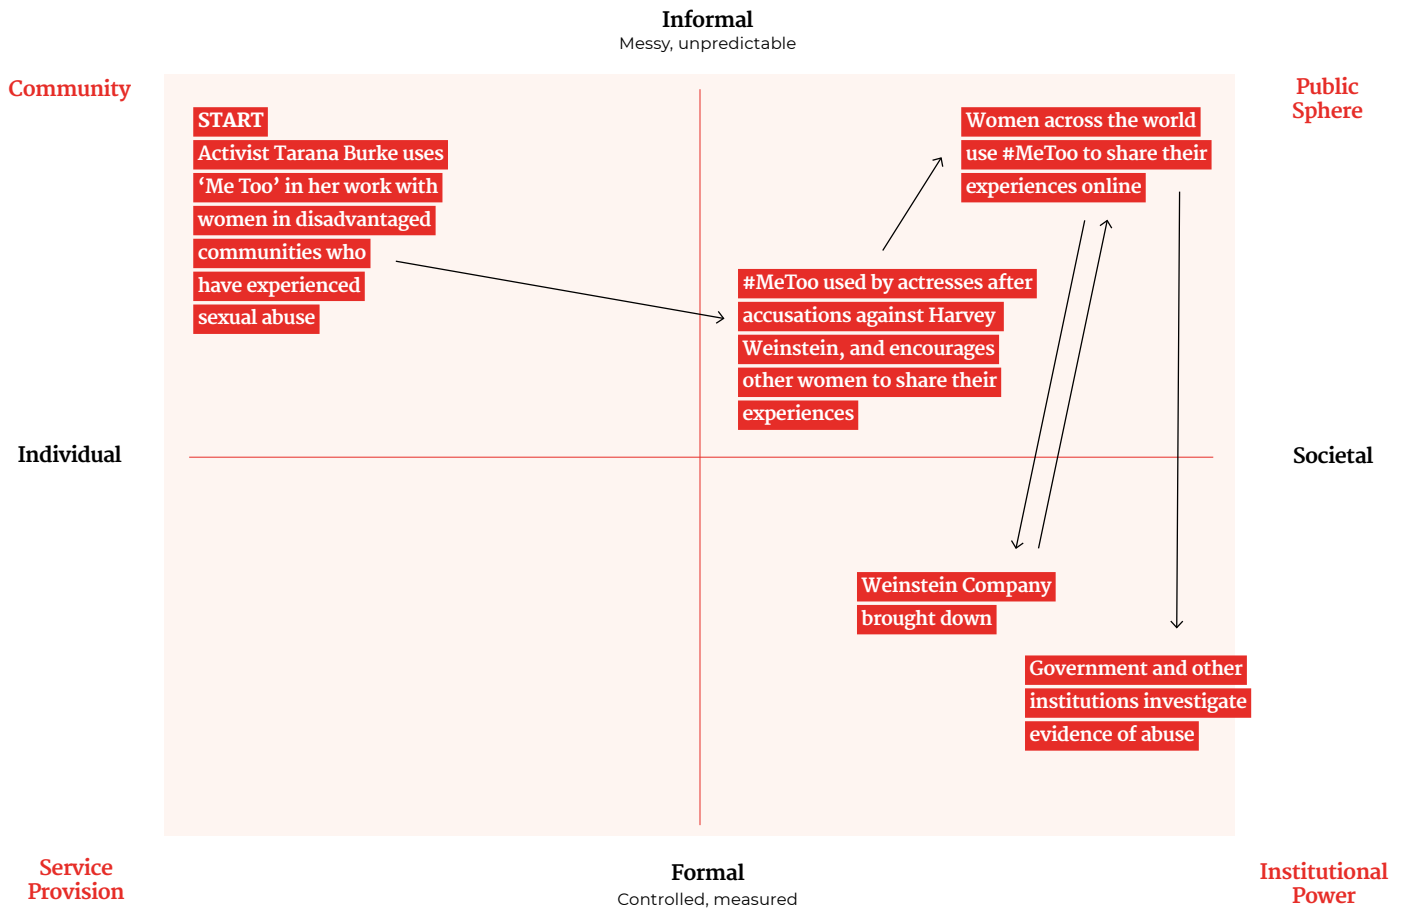 Informal
Messy, unpredictable
Community
Public
Sphere
START
Activist Tarana Burke uses
‘Me Too’ in her work with
women in disadvantaged
communities who
have experienced
sexual abuse
Women across the world
use #MeToo to share their
experiences online
#MeToo used by actresses after
accusations against Harvey
Weinstein, and encourages
other women to share their
experiences
Individual
Societal
Weinstein Company
brought down
Government and other
institutions investigate
evidence of abuse
Service
Provision
Formal
Controlled, measured
Institutional
Power